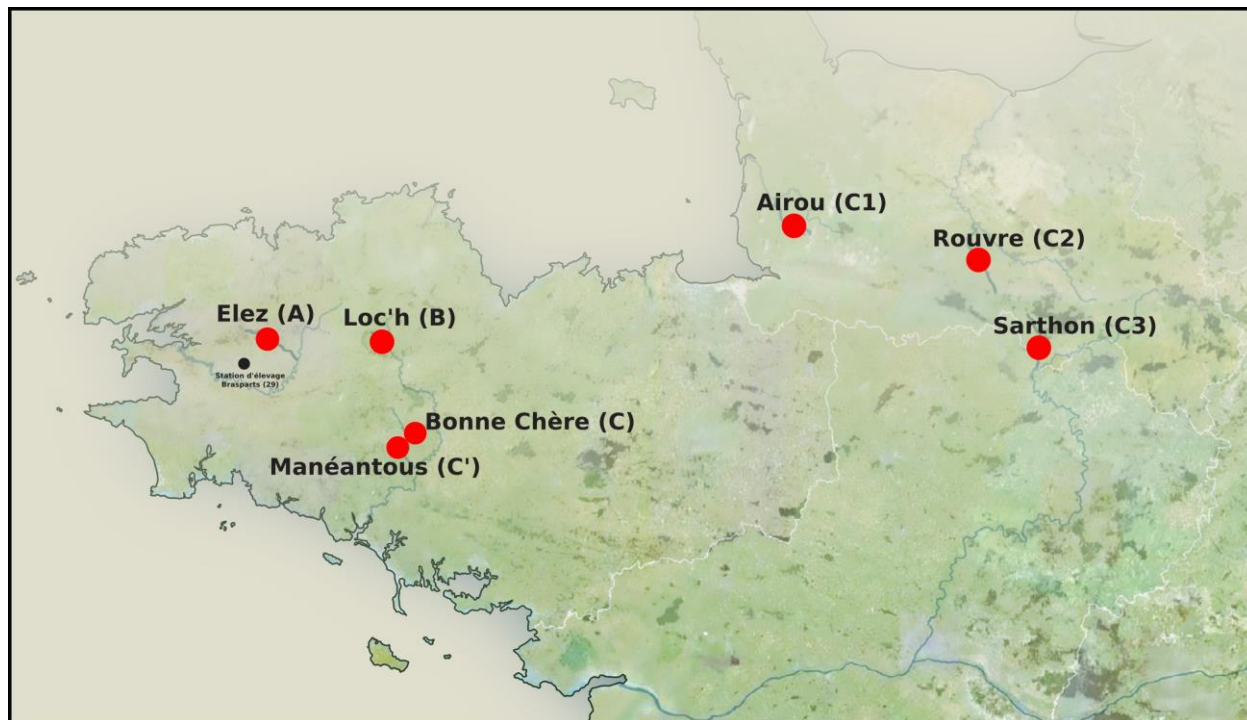 Airou (C1)
Rouvre (C2)
Elez (A)
Loc'h (B)
Sarthon (C3)
Station d'élevage
Brasparts (29)
Bonne Chère (C)
Manéantous (C')